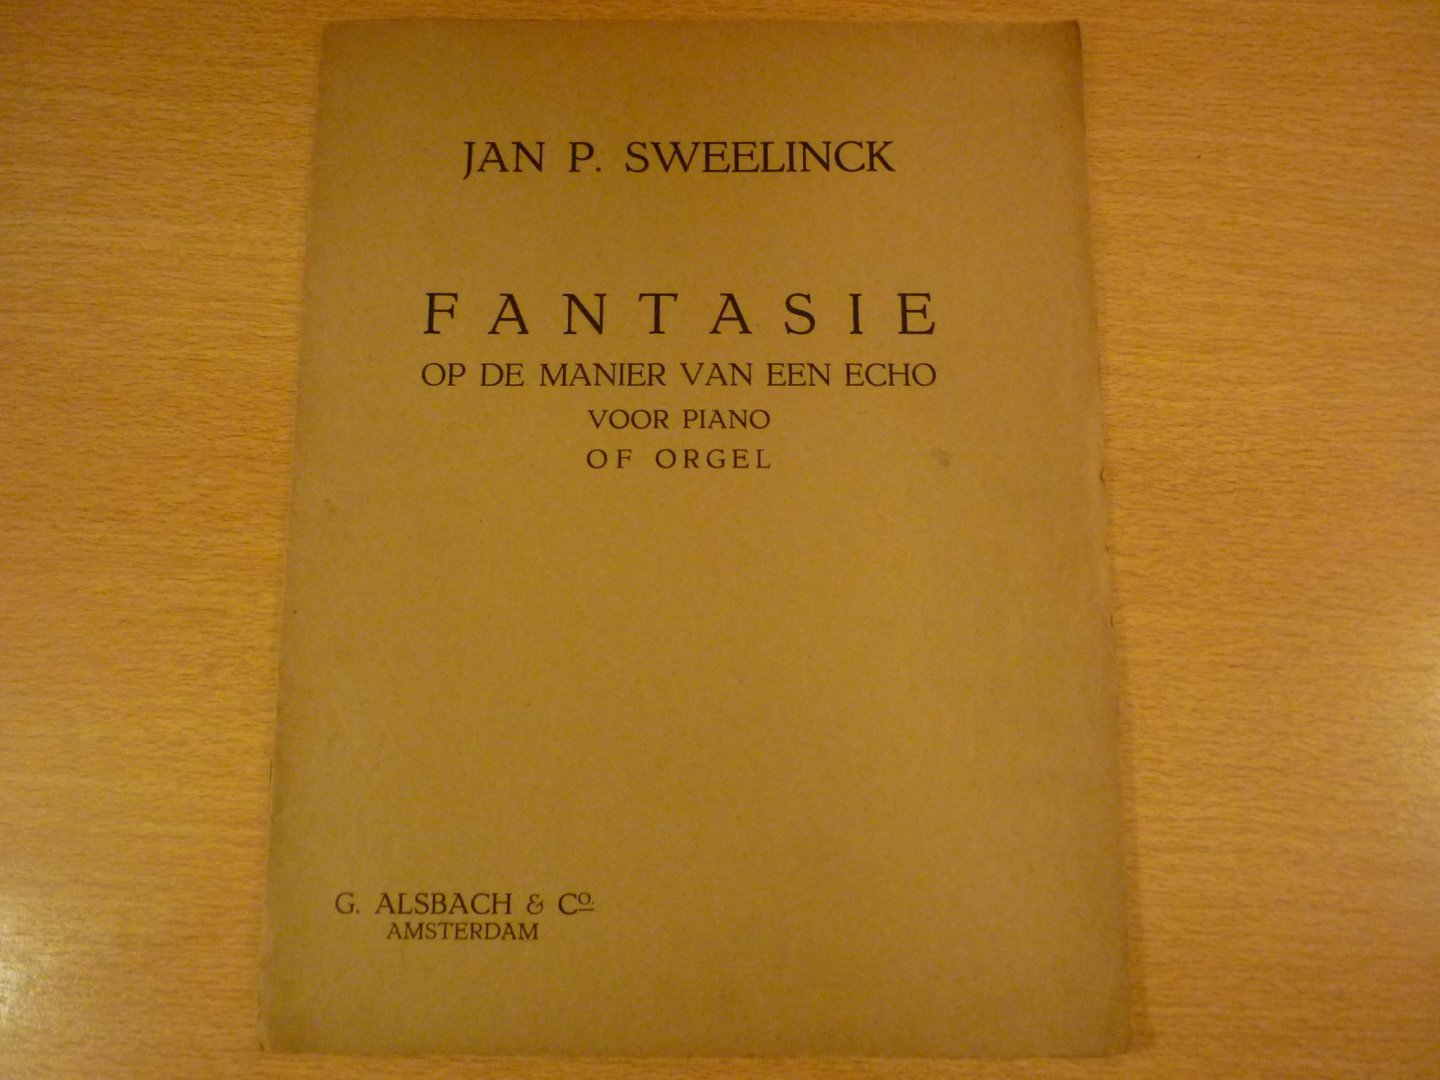 JAN P. SWEELINCK
FANTASIE
OP DE MANIER VAN EEN ECHO
VOOR PIANO
OF ORGEL
G. ALSBACH & Co.
AMSTERDAM